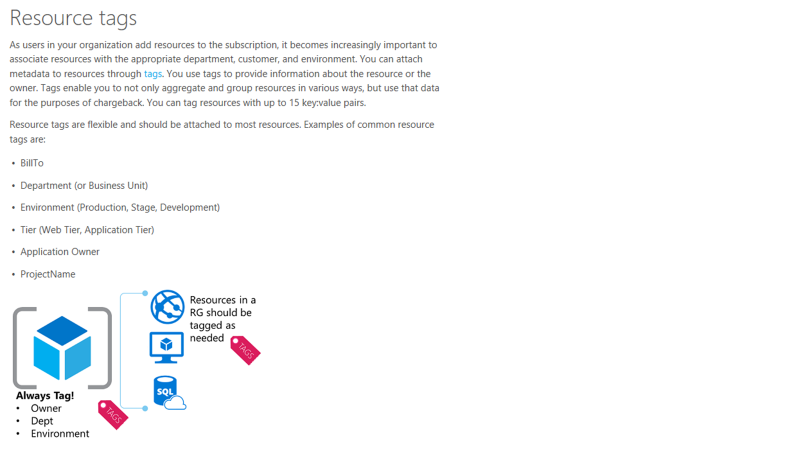 Resource tags
As users in your organization add resources to the subscription, it becomes increasingly important to
associate resources with the appropriate department, customer, and environment. You can attach
metadata to resources through tags. You use tags to provide information about the resource or the
owner. Tags enable you to not only aggregate and group resources in various ways, but use that data
for the purposes of chargeback. You can tag resources with up to 15 key:value pairs.
Resource tags are flexible and should be attached to most resources. Examples of common resource
tags are:
• BillTo
• Department (or Business Unit)
• Environment (Production, Stage, Development)
• Tier (Web Tier, Application Tier)
• Application Owner
• ProjectName
Resources in a
RG should be
tagged as
needed
TAGS
SQL
Always Tag!
• Owner
• Dept
• Environment
TAGS